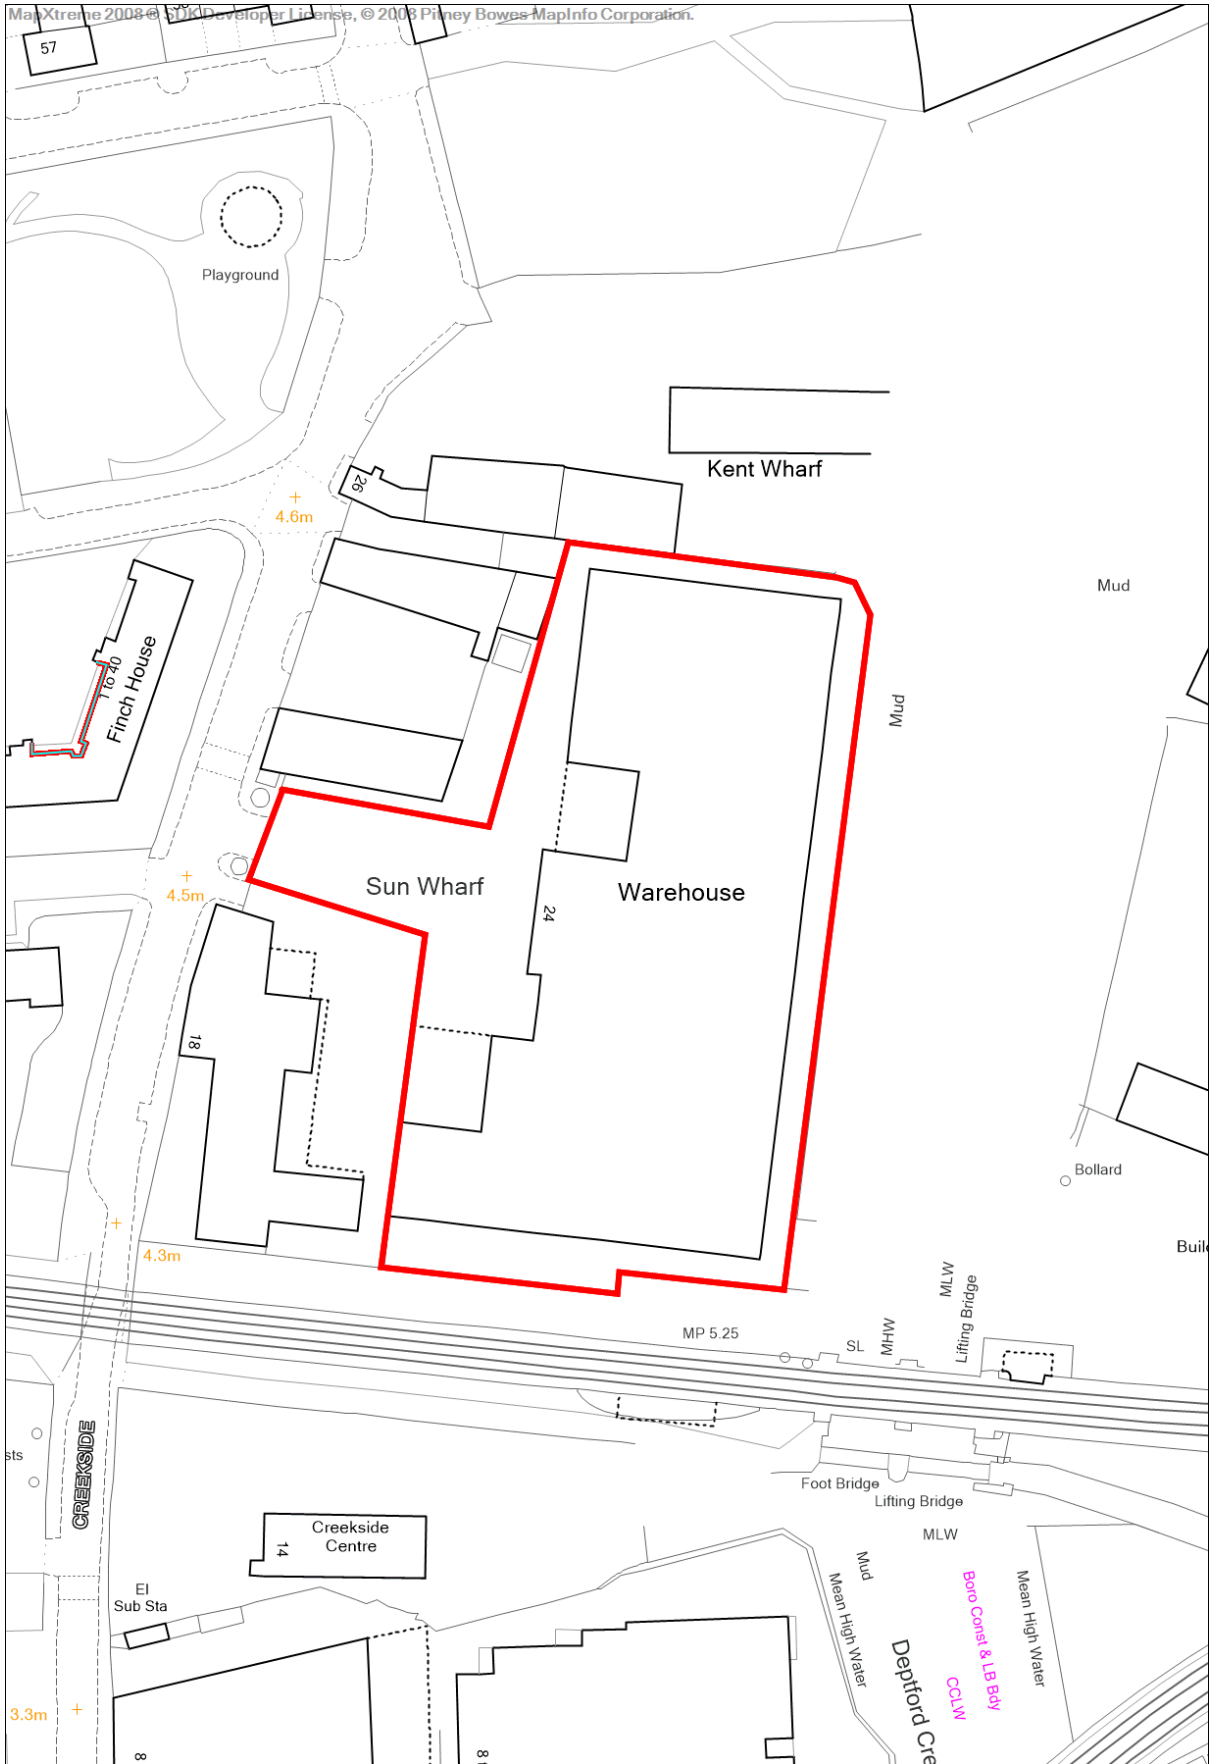 MapXtreme 2008 ® SDK Developer License, © 2008 Pitney Bowes MapInfo Corporation.
57
Playground
Kent Wharf
26
4.6m
Mud
1 to 40
Finch House
Mud
Sun Wharf
Warehouse
4.5m
24
18
Bollard
4.3m
MLW
Lifting Bridge
MHW
MP 5.25
SL
CREEKSIDE
sts
Foot Bridge
Lifting Bridge
MLW
Creekside
Centre
14
El
Sub Sta
Mud
Mean High Water
Boro Const & LB Bdy
Mean High Water
CCLW
Deptford Cre
3.3m
8
8